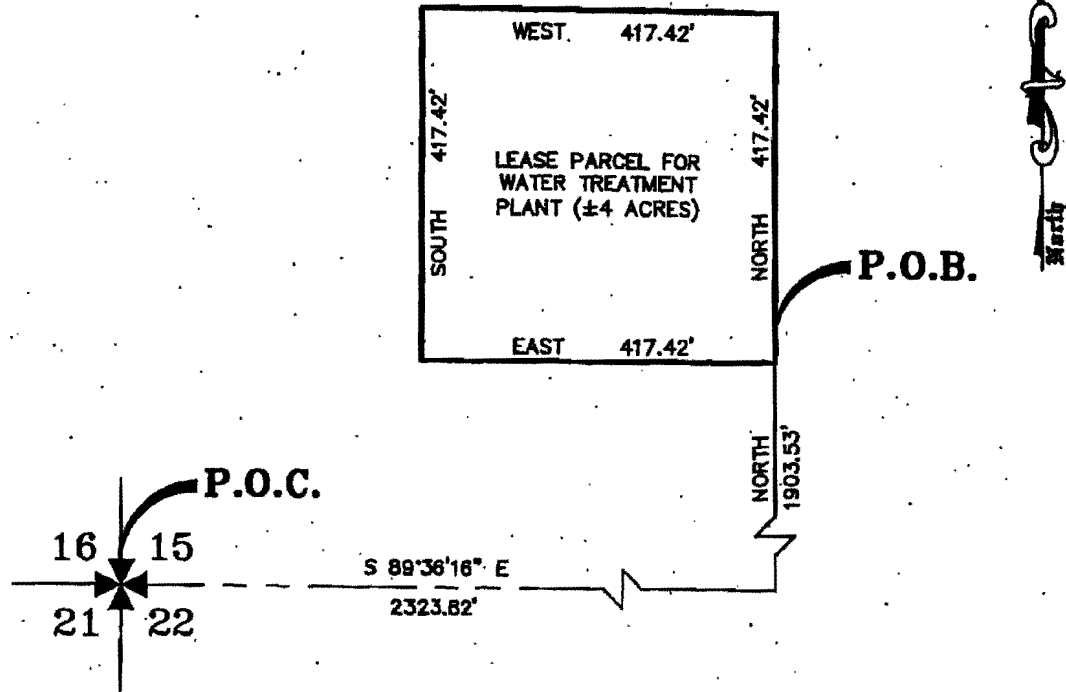 WEST. 417.42'
SOUTH 417.42'
LEASE PARCEL FOR
WATER TREATMENT
PLANT (±4 ACRES)
NORTH 417.42'
North
P.O.B.
EAST 417.42'
NORTH
1903.53'
P.O.C.
16 15
S 89°36'16" E
2323.82'
21 22